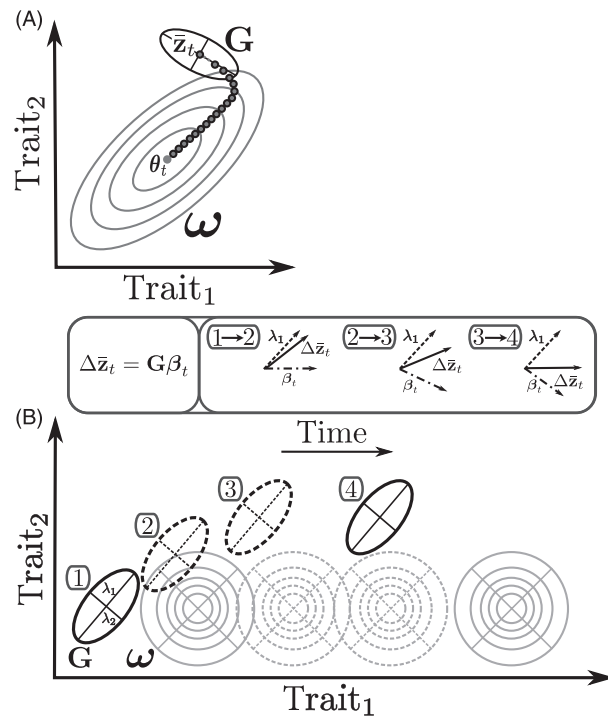 (A)
z̄ₜ
G
Trait₂
θₜ
ω
Trait₁
Δz̄ₜ = Gβₜ
1→2
λ₁
Δz̄ₜ
βₜ
2→3
λ₁
Δz̄ₜ
βₜ
3→4
λ₁
βₜ
Δz̄ₜ
(B)
Time
Trait₂
1
2
3
4
λ₁
λ₂
G
ω
Trait₁